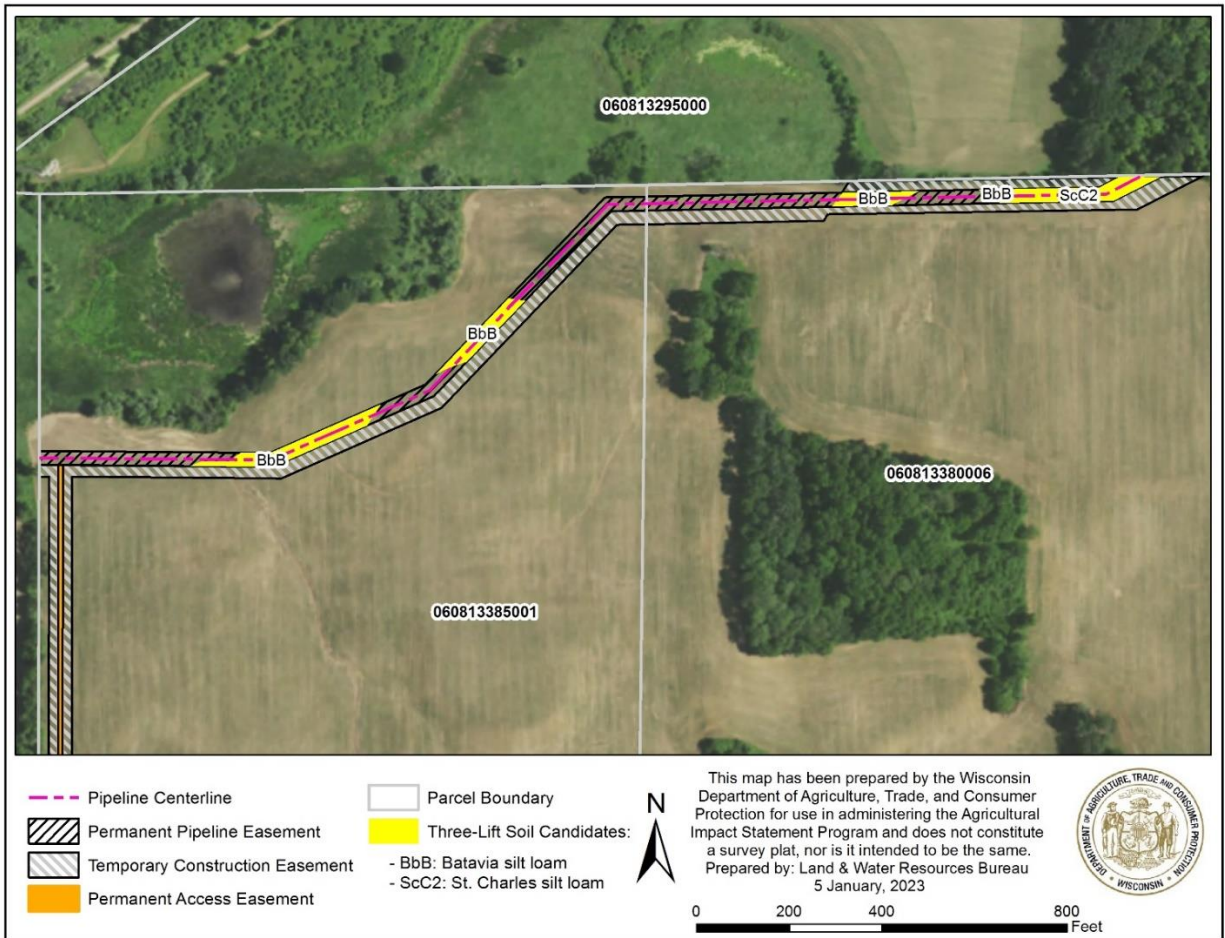 060813295000
BbB
BbB
ScC2
BbB
BbB
060813380006
060813385001
Pipeline Centerline
Permanent Pipeline Easement
Temporary Construction Easement
Permanent Access Easement
Parcel Boundary
Three-Lift Soil Candidates:
- BbB: Batavia silt loam
- ScC2: St. Charles silt loam
N
This map has been prepared by the Wisconsin
Department of Agriculture, Trade, and Consumer
Protection for use in administering the Agricultural
Impact Statement Program and does not constitute
a survey plat, nor is it intended to be the same.
Prepared by: Land & Water Resources Bureau
5 January, 2023
DEPARTMENT OF AGRICULTURE, TRADE AND CONSUMER PROTECTION
• WISCONSIN •
0 200 400 800
Feet